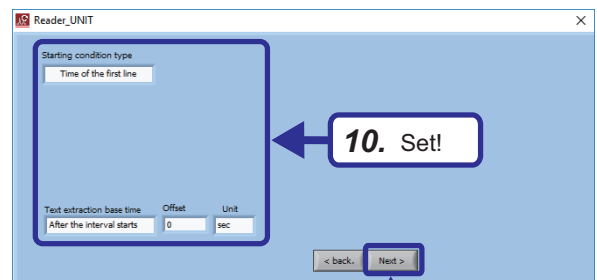 Reader_UNIT
Starting condition type
Time of the first line
10. Set!
Text extraction base time Offset Unit
After the interval starts 0 sec
< back. Next >